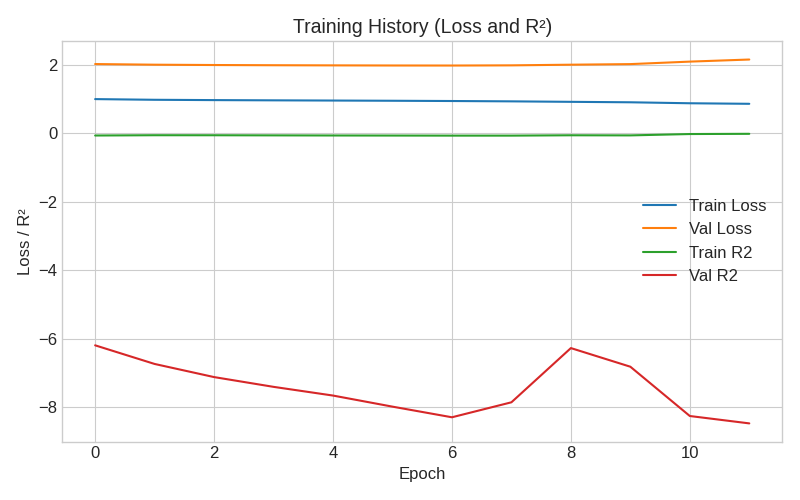 Training History (Loss and R²)
Loss / R²
2
0
−2
−4
−6
−8
Train Loss
Val Loss
Train R2
Val R2
0 2 4 6 8 10
Epoch